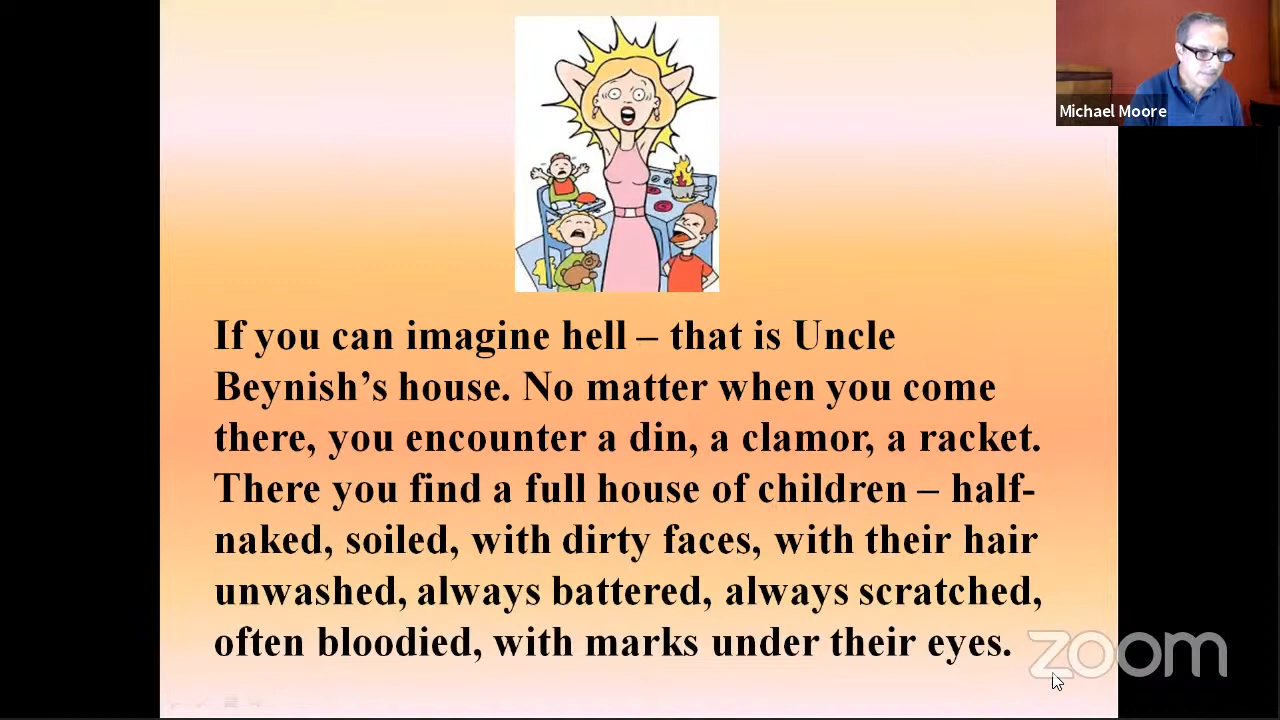 Michael Moore
If you can imagine hell – that is Uncle
Beynish’s house. No matter when you come
there, you encounter a din, a clamor, a racket.
There you find a full house of children – half-
naked, soiled, with dirty faces, with their hair
unwashed, always battered, always scratched,
often bloodied, with marks under their eyes.
zoom